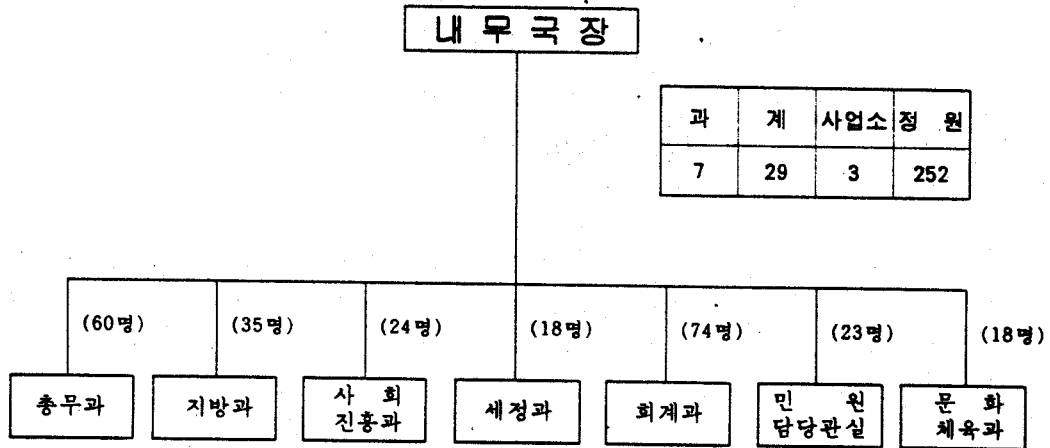 내무국장
과 계 사업소 정 원
7 29 3 252
(60명) (35명) (24명) (18명) (74명) (23명) (18명)
총무과 지방과 사 회 진흥과 세정과 회계과 민 원 담당관실 문 화 체육과